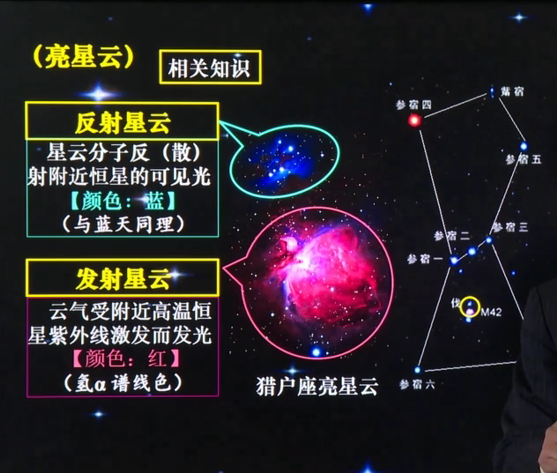 （亮星云）
相关知识
反射星云
星云分子反（散）
射附近恒星的可见光
【颜色：蓝】
（与蓝天同理）
发射星云
云气受附近高温恒
星紫外线激发而发光
【颜色：红】
（氢α谱线色）
猎户座亮星云
参宿四
觜宿
参宿五
参宿二
参宿三
参宿一
伐
M42
参宿六